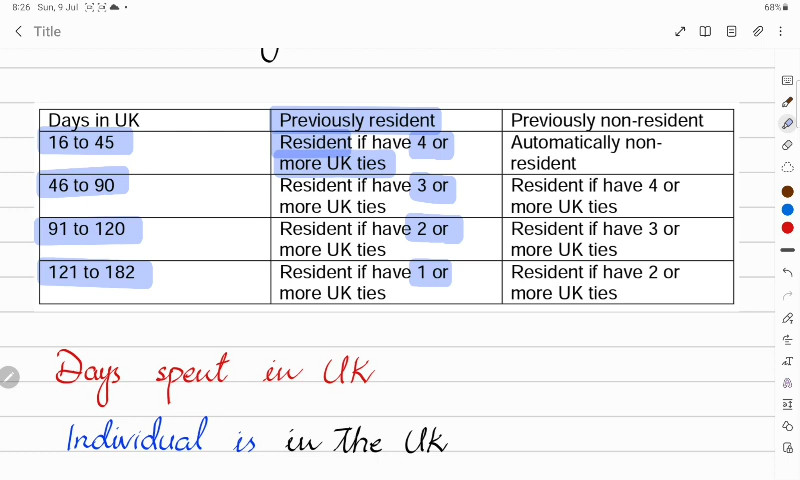 8:26 Sun, 9 Jul 68%
Title
Days in UK Previously resident Previously non-resident
16 to 45 Resident if have 4 or Automatically non-
more UK ties resident
46 to 90 Resident if have 3 or Resident if have 4 or
more UK ties more UK ties
91 to 120 Resident if have 2 or Resident if have 3 or
more UK ties more UK ties
121 to 182 Resident if have 1 or Resident if have 2 or
more UK ties more UK ties
Days spent in UK
Individual is in the UK